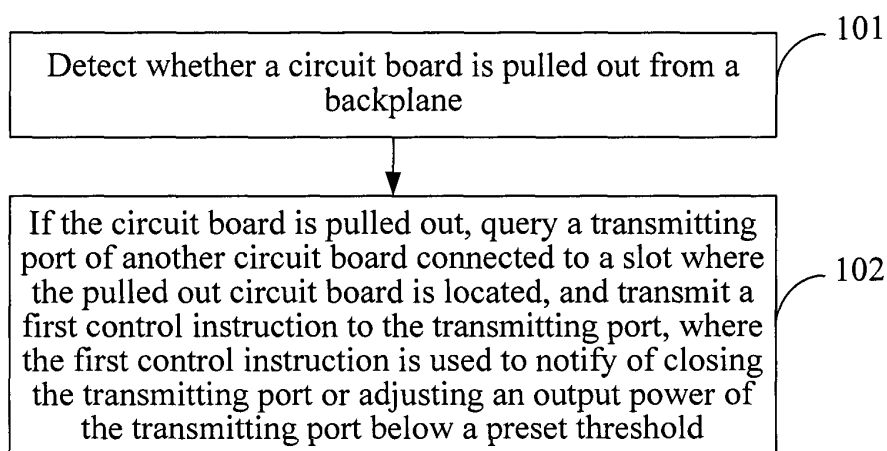 101
Detect whether a circuit board is pulled out from a
backplane
If the circuit board is pulled out, query a transmitting
port of another circuit board connected to a slot where
the pulled out circuit board is located, and transmit a
first control instruction to the transmitting port, where
the first control instruction is used to notify of closing
the transmitting port or adjusting an output power of
the transmitting port below a preset threshold
102